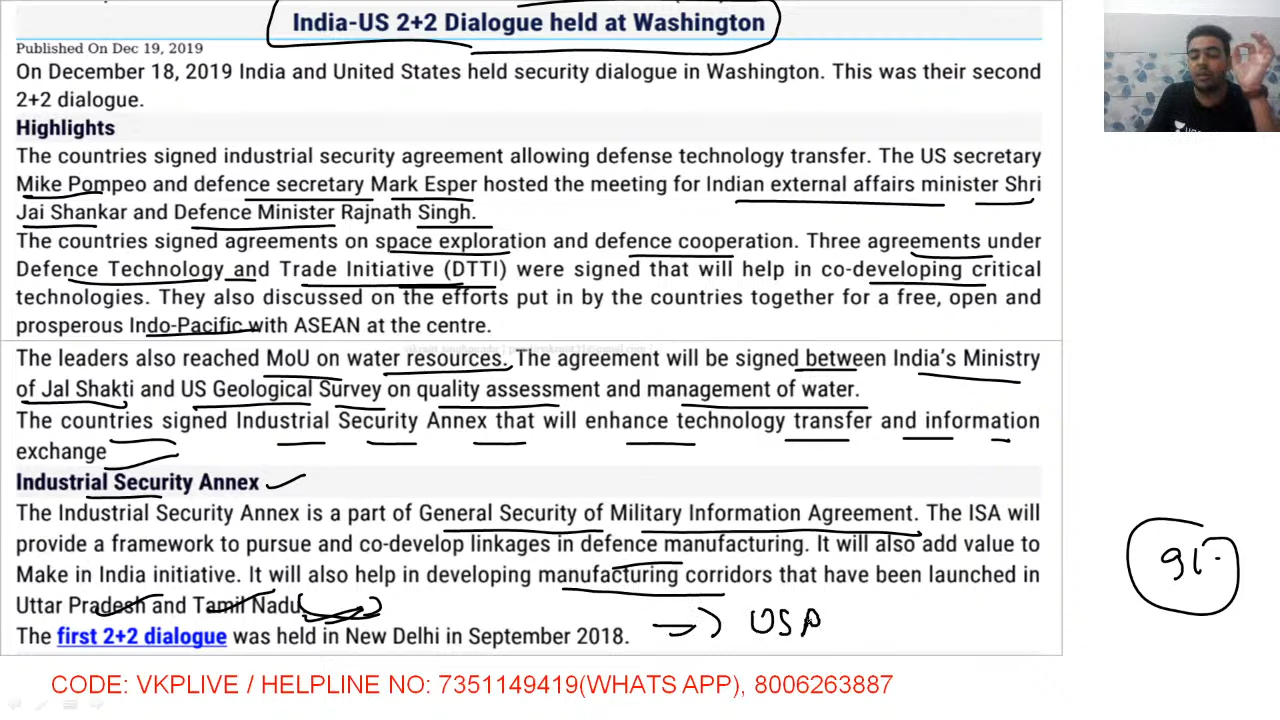 India-US 2+2 Dialogue held at Washington
Published On Dec 19, 2019
On December 18, 2019 India and United States held security dialogue in Washington. This was their second
2+2 dialogue.
Highlights
The countries signed industrial security agreement allowing defense technology transfer. The US secretary
Mike Pompeo and defence secretary Mark Esper hosted the meeting for Indian external affairs minister Shri
Jai Shankar and Defence Minister Rajnath Singh.
The countries signed agreements on space exploration and defence cooperation. Three agreements under
Defence Technology and Trade Initiative (DTTI) were signed that will help in co-developing critical
technologies. They also discussed on the efforts put in by the countries together for a free, open and
prosperous Indo-Pacific with ASEAN at the centre.
The leaders also reached MoU on water resources. The agreement will be signed between India's Ministry
of Jal Shakti and US Geological Survey on quality assessment and management of water.
The countries signed Industrial Security Annex that will enhance technology transfer and information
exchange
Industrial Security Annex
The Industrial Security Annex is a part of General Security of Military Information Agreement. The ISA will
provide a framework to pursue and co-develop linkages in defence manufacturing. It will also add value to
Make in India initiative. It will also help in developing manufacturing corridors that have been launched in
Uttar Pradesh and Tamil Nadu
The first 2+2 dialogue was held in New Delhi in September 2018.
USA
CODE: VKPLIVE / HELPLINE NO: 7351149419(WHATS APP), 8006263887